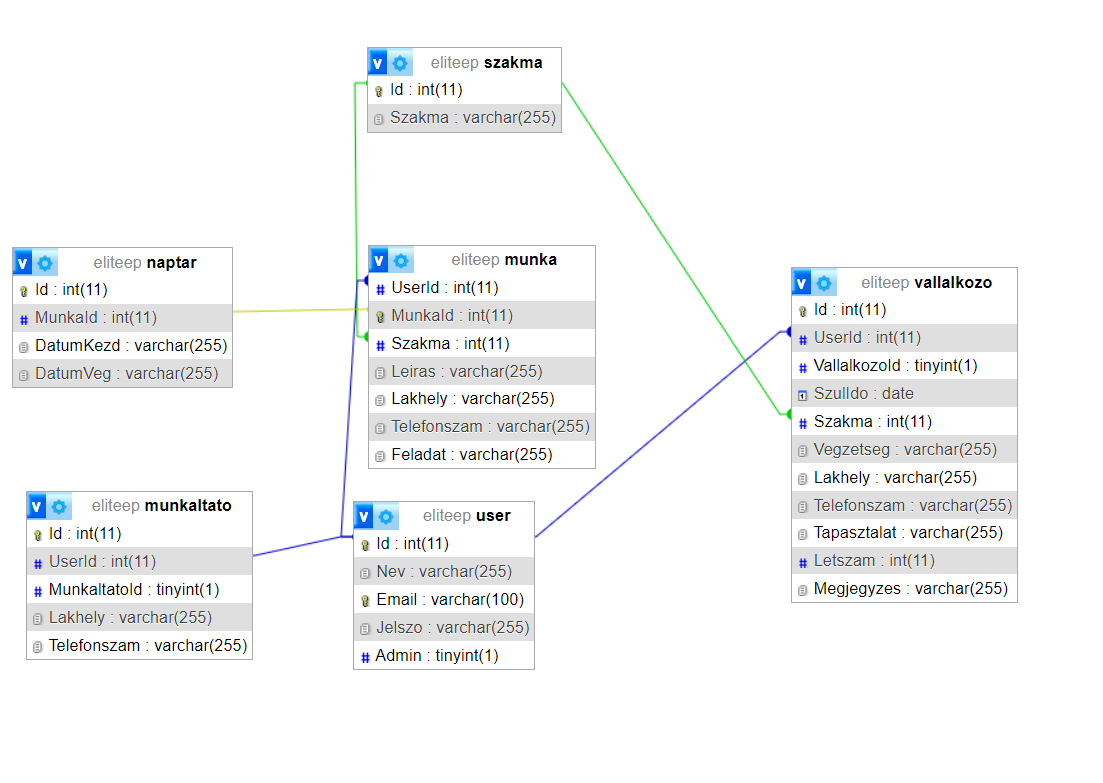 v eliteep szakma
Id : int(11)
Szakma : varchar(255)
v eliteep naptar
Id : int(11)
MunkaId : int(11)
DatumKezd : varchar(255)
DatumVeg : varchar(255)
v eliteep munka
UserId : int(11)
MunkaId : int(11)
Szakma : int(11)
Leiras : varchar(255)
Lakhely : varchar(255)
Telefonszam : varchar(255)
Feladat : varchar(255)
v eliteep vallalkozo
Id : int(11)
UserId : int(11)
VallalkozoId : tinyint(1)
SzulIdo : date
Szakma : int(11)
Vegzetseg : varchar(255)
Lakhely : varchar(255)
Telefonszam : varchar(255)
Tapasztalat : varchar(255)
Letszam : int(11)
Megjegyzes : varchar(255)
v eliteep munkaltato
Id : int(11)
UserId : int(11)
MunkaltatoId : tinyint(1)
Lakhely : varchar(255)
Telefonszam : varchar(255)
v eliteep user
Id : int(11)
Nev : varchar(255)
Email : varchar(100)
Jelszo : varchar(255)
Admin : tinyint(1)